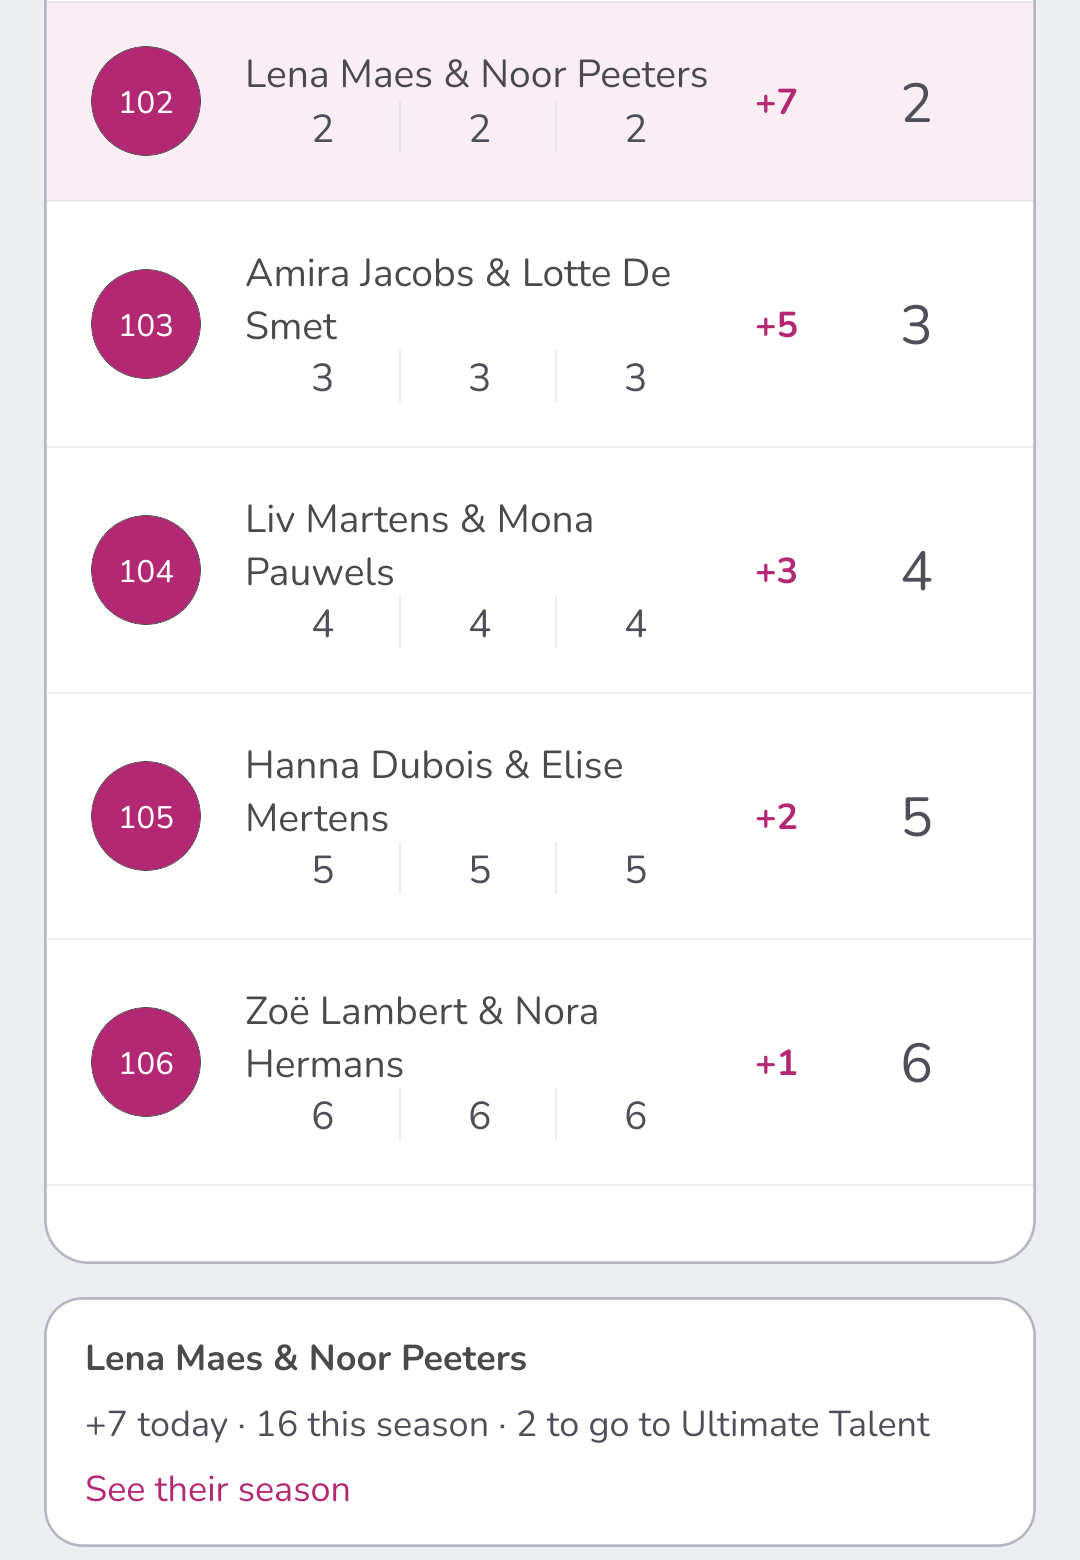 102
Lena Maes & Noor Peeters
2 2 2
+7
2
103
Amira Jacobs & Lotte De
Smet
3 3 3
+5
3
104
Liv Martens & Mona
Pauwels
4 4 4
+3
4
105
Hanna Dubois & Elise
Mertens
5 5 5
+2
5
106
Zoë Lambert & Nora
Hermans
6 6 6
+1
6
Lena Maes & Noor Peeters
+7 today · 16 this season · 2 to go to Ultimate Talent
See their season